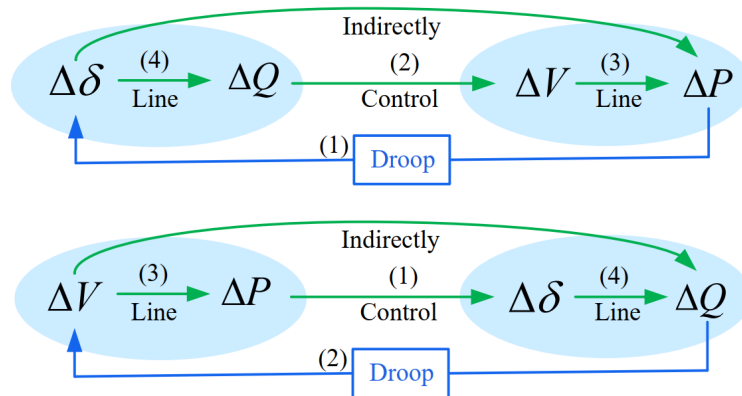 Indirectly
(4) (2) (3)
Δδ ΔQ ΔV ΔP
Line Control Line
(1) Droop
Indirectly
(3) (1) (4)
ΔV ΔP Δδ ΔQ
Line Control Line
(2) Droop